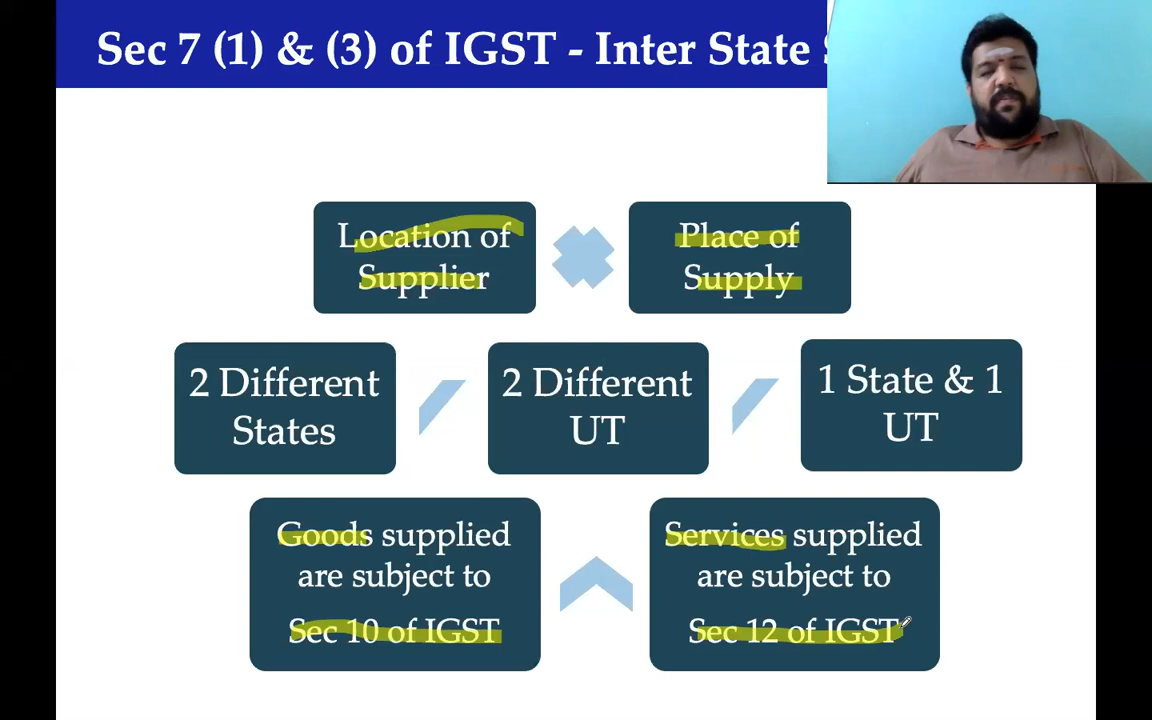 Sec 7 (1) & (3) of IGST - Inter State
Location of
Supplier
Place of
Supply
2 Different
States
2 Different
UT
1 State & 1
UT
Goods supplied
are subject to
Sec 10 of IGST
Services supplied
are subject to
Sec 12 of IGST